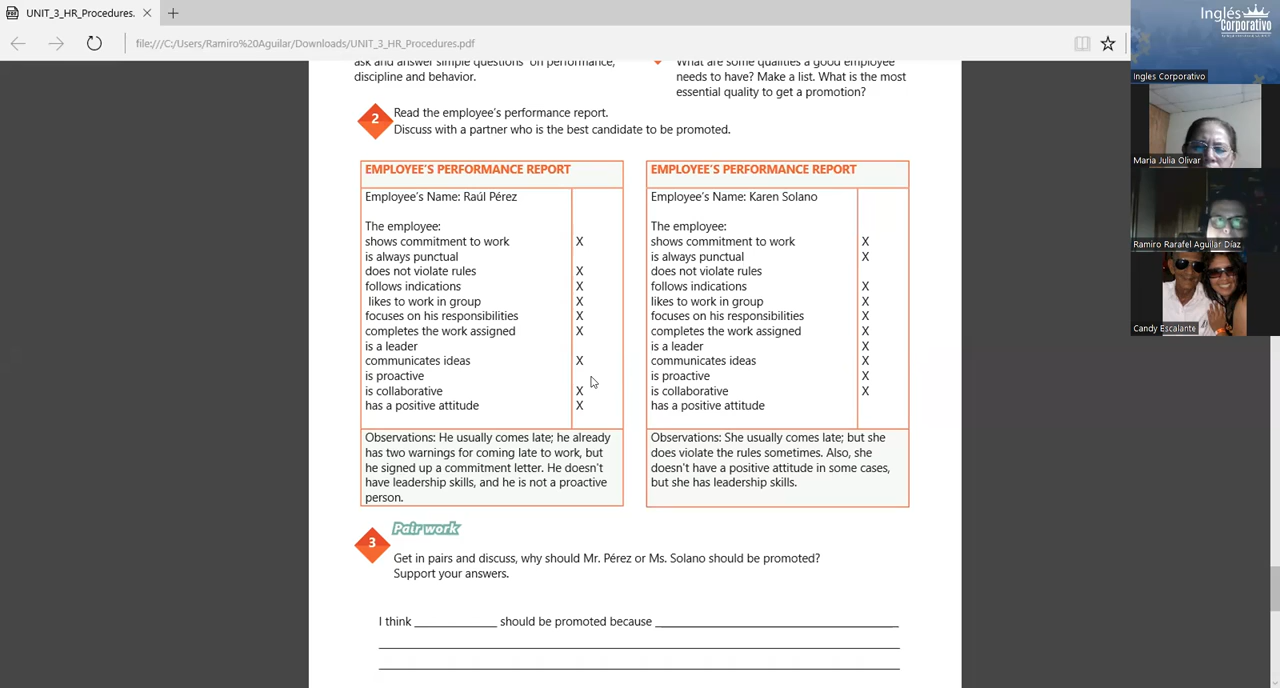 UNIT_3_HR_Procedures.
file:///C:/Users/Ramiro%20Aguilar/Downloads/UNIT_3_HR_Procedures.pdf
ask and answer simple questions on performance,
discipline and behavior.
What are some qualities a good employee
needs to have? Make a list. What is the most
essential quality to get a promotion?
2
Read the employee's performance report.
Discuss with a partner who is the best candidate to be promoted.
EMPLOYEE'S PERFORMANCE REPORT
Employee's Name: Raúl Pérez
The employee:
shows commitment to work X
is always punctual
does not violate rules X
follows indications X
likes to work in group X
focuses on his responsibilities X
completes the work assigned X
is a leader
communicates ideas X
is proactive
is collaborative X
has a positive attitude X
Observations: He usually comes late; he already
has two warnings for coming late to work, but
he signed up a commitment letter. He doesn't
have leadership skills, and he is not a proactive
person.
EMPLOYEE'S PERFORMANCE REPORT
Employee's Name: Karen Solano
The employee:
shows commitment to work X
is always punctual X
does not violate rules
follows indications X
likes to work in group X
focuses on his responsibilities X
completes the work assigned X
is a leader X
communicates ideas X
is proactive X
is collaborative X
has a positive attitude
Observations: She usually comes late; but she
does violate the rules sometimes. Also, she
doesn't have a positive attitude in some cases,
but she has leadership skills.
3
Pair work
Get in pairs and discuss, why should Mr. Pérez or Ms. Solano should be promoted?
Support your answers.
I think ____________ should be promoted because ____________________________________
Inglés
Corporativo
Ingles Corporativo
Maria Julia Olivar
Ramiro Rarafel Aguilar Díaz
Candy Escalante